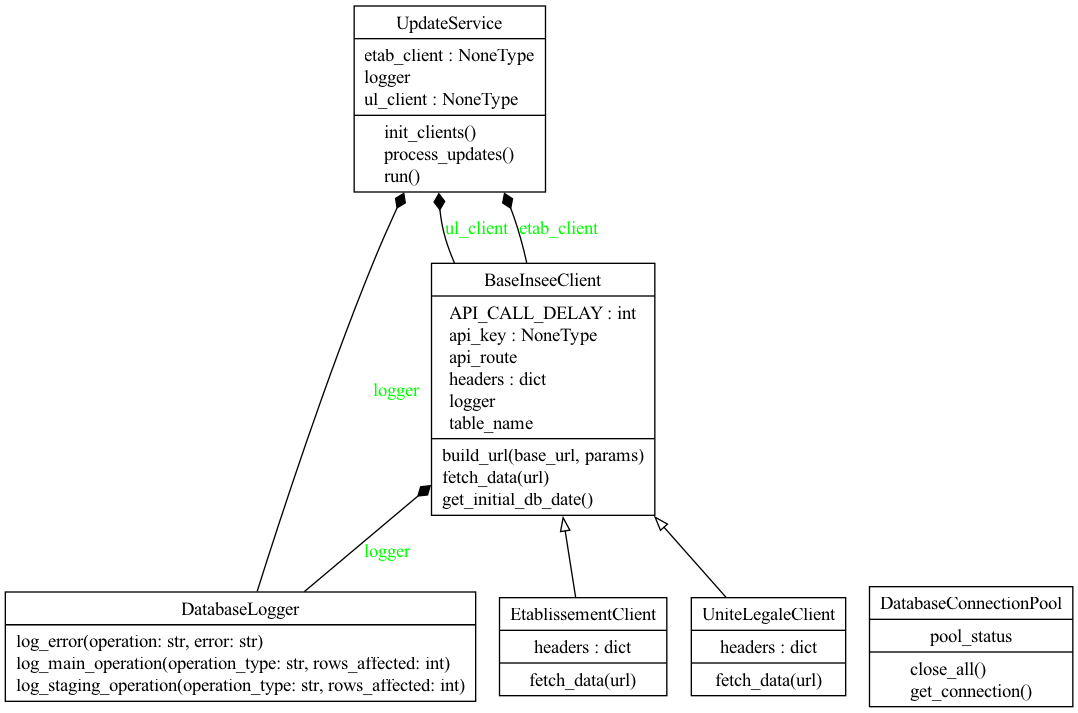 UpdateService
etab_client : NoneType
logger
ul_client : NoneType
init_clients()
process_updates()
run()
ul_client
etab_client
BaseInseeClient
API_CALL_DELAY : int
api_key : NoneType
api_route
headers : dict
logger
table_name
build_url(base_url, params)
fetch_data(url)
get_initial_db_date()
logger
logger
DatabaseLogger
log_error(operation: str, error: str)
log_main_operation(operation_type: str, rows_affected: int)
log_staging_operation(operation_type: str, rows_affected: int)
EtablissementClient
headers : dict
fetch_data(url)
UniteLegaleClient
headers : dict
fetch_data(url)
DatabaseConnectionPool
pool_status
close_all()
get_connection()